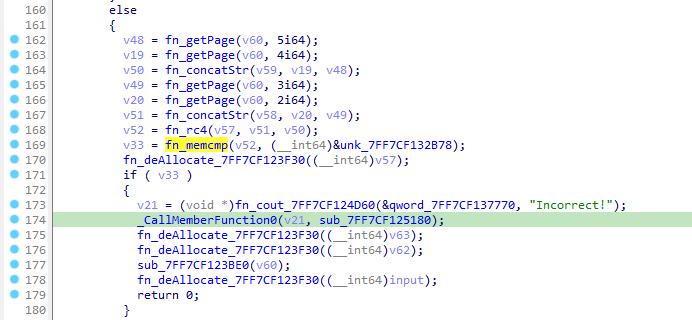 160 else
161 {
162 v48 = fn_getPage(v60, 5i64);
163 v19 = fn_getPage(v60, 4i64);
164 v50 = fn_concatStr(v59, v19, v48);
165 v49 = fn_getPage(v60, 3i64);
166 v20 = fn_getPage(v60, 2i64);
167 v51 = fn_concatStr(v58, v20, v49);
168 v52 = fn_rc4(v57, v51, v50);
169 v33 = fn_memcmp(v52, (__int64)&unk_7FF7CF132B78);
170 fn_deAllocate_7FF7CF123F30((__int64)v57);
171 if ( v33 )
172 {
173 v21 = (void *)fn_cout_7FF7CF124D60(&qword_7FF7CF137770, "Incorrect!");
174 _CallMemberFunction0(v21, sub_7FF7CF125180);
175 fn_deAllocate_7FF7CF123F30((__int64)v63);
176 fn_deAllocate_7FF7CF123F30((__int64)v62);
177 sub_7FF7CF123BE0(v60);
178 fn_deAllocate_7FF7CF123F30((__int64)input);
179 return 0;
180 }